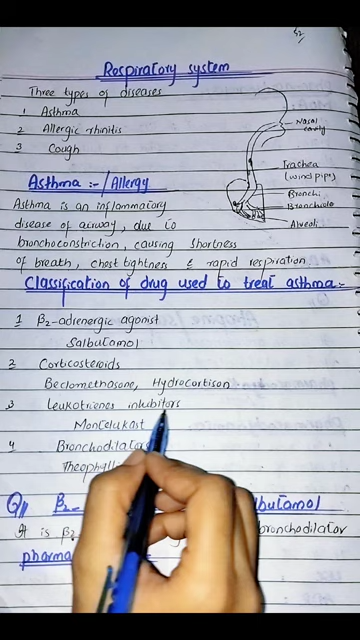 52
Respiratory system
Three types of diseases
1 Asthma
2 Allergic rhinitis
3 Cough
Nasal cavity
Trachea (wind pipe)
Bronchi
Bronchiole
Alveoli
Asthma :-/Allergy
Asthma is an inflammatory
disease of airway, due to
bronchoconstriction, causing shortness
of breath, chest tightness & rapid respiration
Classification of drug used to treat asthma:-
1 β2-adrenergic agonist
Salbutamol
2 Corticosteroids
Beclomethosone, Hydrocortison
3 Leukotrienes inhibitors
Montelukast
4 Bronchodilators
Theophyll
Q β2- lbutamol
It is β2 bronchodilator
pharma